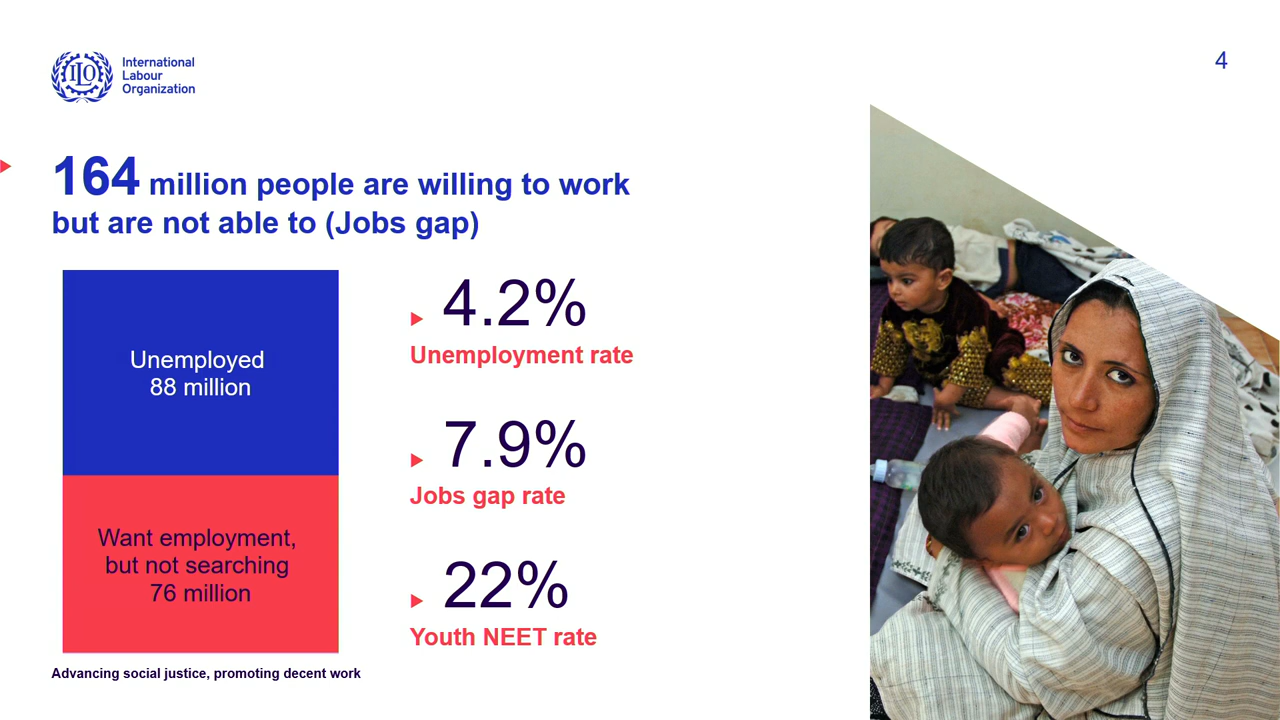 ILO
International
Labour
Organization
4
164 million people are willing to work
but are not able to (Jobs gap)
Unemployed
88 million
Want employment,
but not searching
76 million
4.2%
Unemployment rate
7.9%
Jobs gap rate
22%
Youth NEET rate
Advancing social justice, promoting decent work